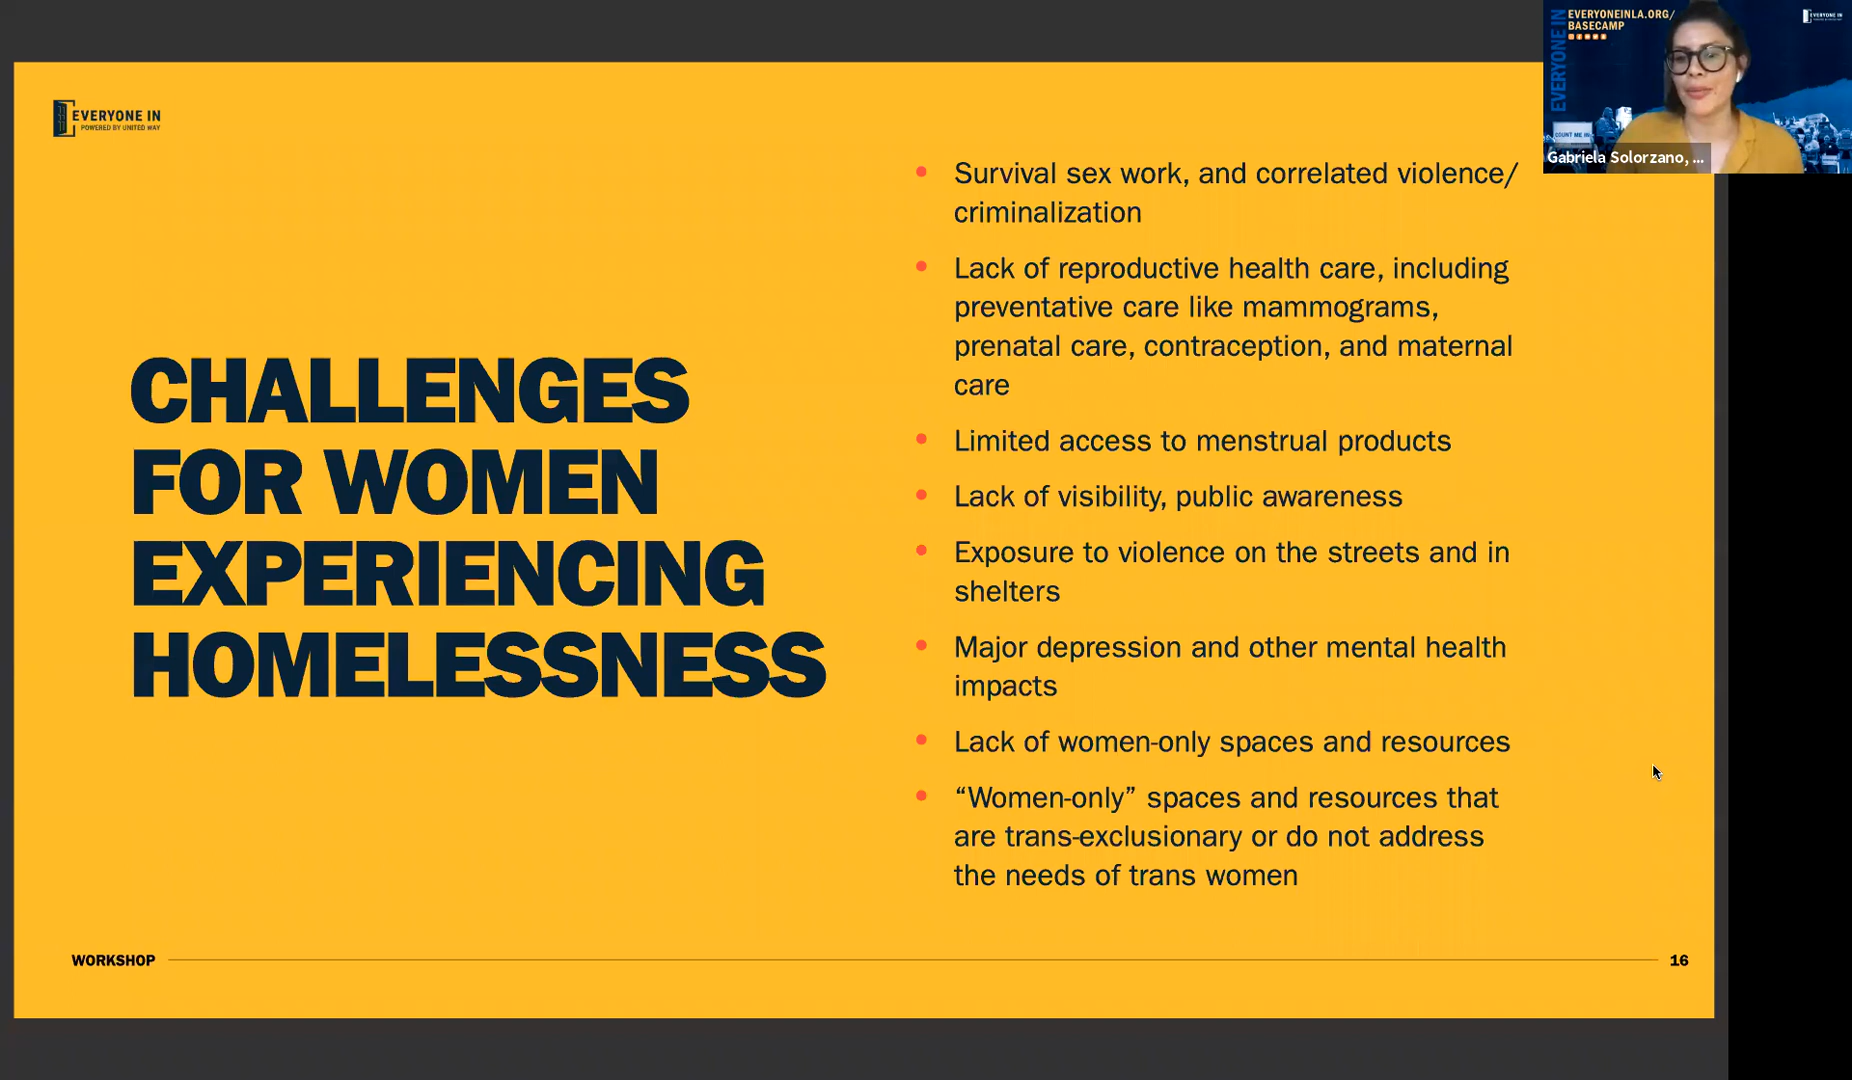 EVERYONEINLA.ORG/
BASECAMP
EVERYONE IN
EVERYONE IN
COUNT ME IN
Gabriela Solorzano, ...
EVERYONE IN
POWERED BY UNITED WAY
CHALLENGES
FOR WOMEN
EXPERIENCING
HOMELESSNESS
• Survival sex work, and correlated violence/
criminalization
• Lack of reproductive health care, including
preventative care like mammograms,
prenatal care, contraception, and maternal
care
• Limited access to menstrual products
• Lack of visibility, public awareness
• Exposure to violence on the streets and in
shelters
• Major depression and other mental health
impacts
• Lack of women-only spaces and resources
• “Women-only” spaces and resources that
are trans-exclusionary or do not address
the needs of trans women
WORKSHOP
16